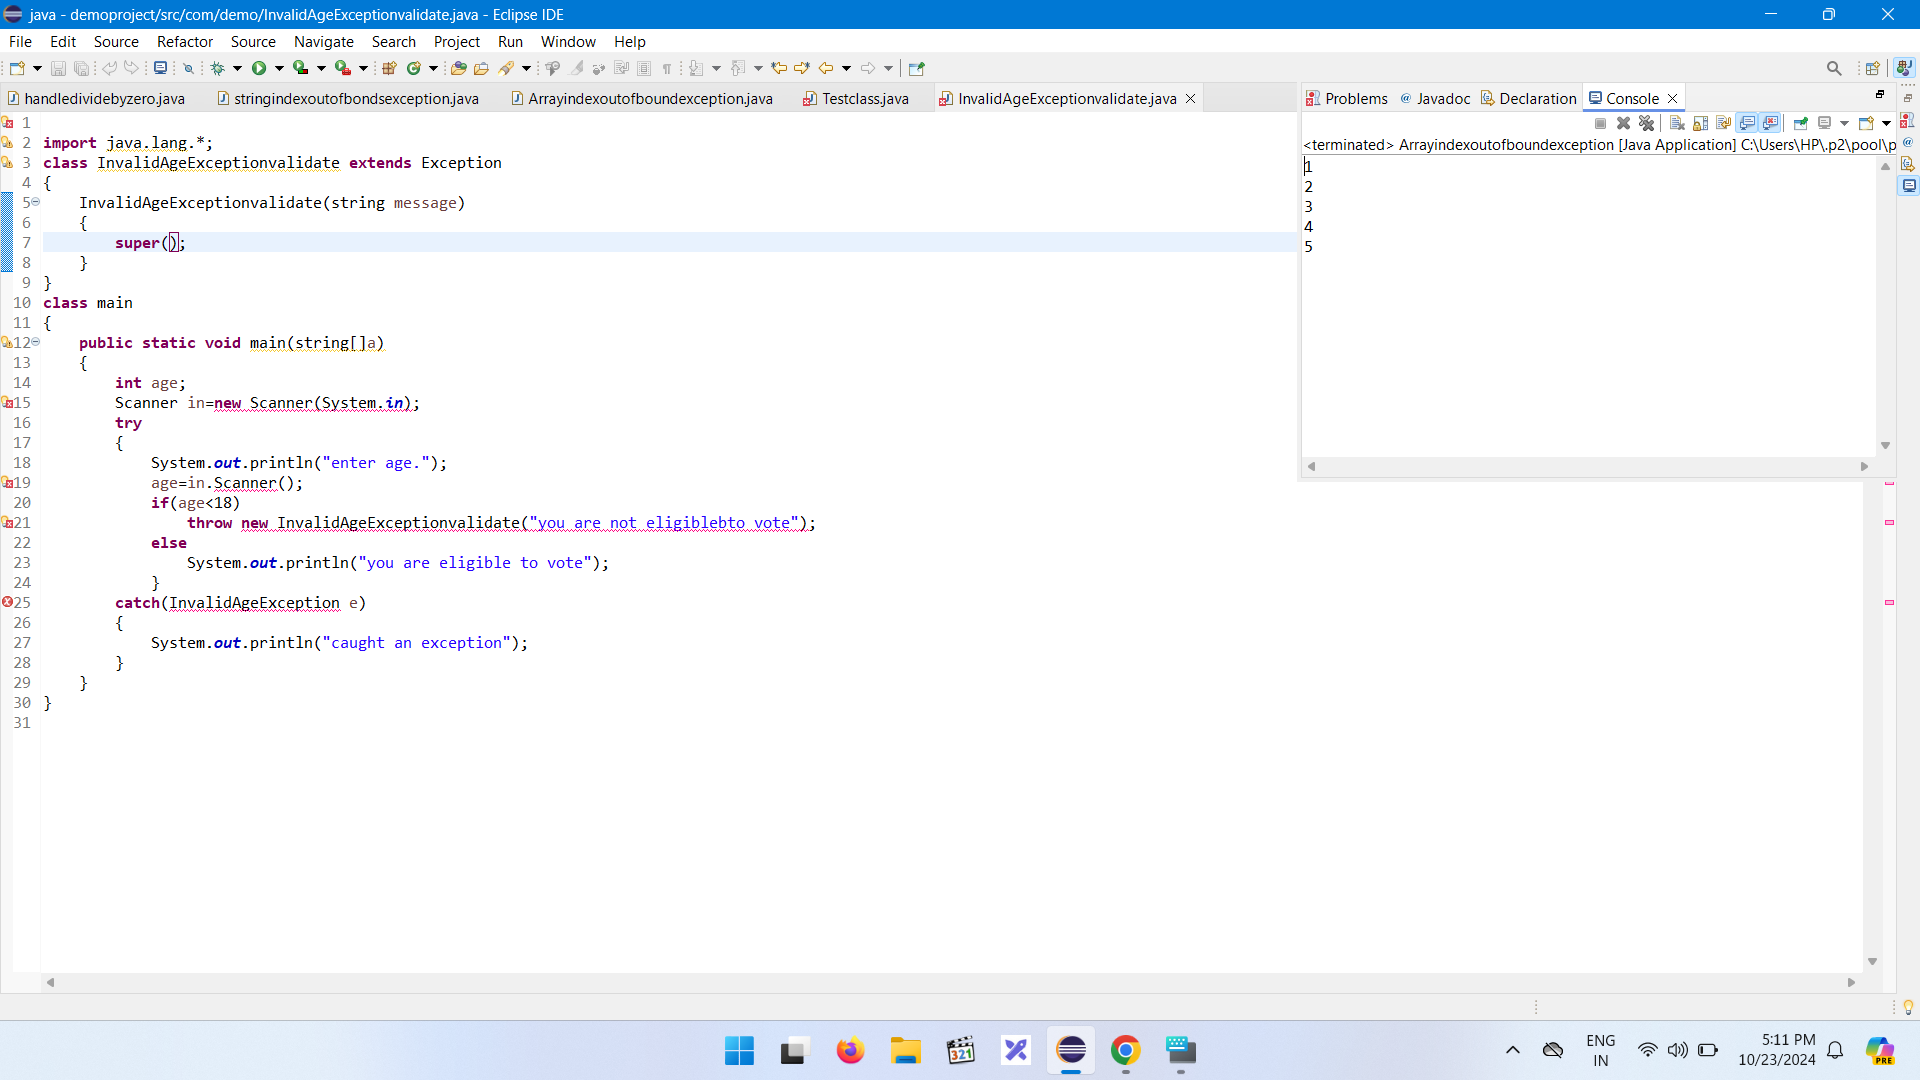 java - demoproject/src/com/demo/InvalidAgeExceptionvalidate.java - Eclipse IDE
File Edit Source Refactor Source Navigate Search Project Run Window Help
handledividebyzero.java stringindexoutofbondsexception.java Arrayindexoutofboundexception.java Testclass.java InvalidAgeExceptionvalidate.java
Problems @ Javadoc Declaration Console
<terminated> Arrayindexoutofboundexception [Java Application] C:\Users\HP\.p2\pool\p
1
2
3
4
5
1
2 import java.lang.*;
3 class InvalidAgeExceptionvalidate extends Exception
4 {
5 InvalidAgeExceptionvalidate(string message)
6 {
7 super();
8 }
9 }
10 class main
11 {
12 public static void main(string[]a)
13 {
14 int age;
15 Scanner in=new Scanner(System.in);
16 try
17 {
18 System.out.println("enter age.");
19 age=in.Scanner();
20 if(age<18)
21 throw new InvalidAgeExceptionvalidate("you are not eligiblebto vote");
22 else
23 System.out.println("you are eligible to vote");
24 }
25 catch(InvalidAgeException e)
26 {
27 System.out.println("caught an exception");
28 }
29 }
30 }
31
321
ENG
IN
5:11 PM
10/23/2024
PRE